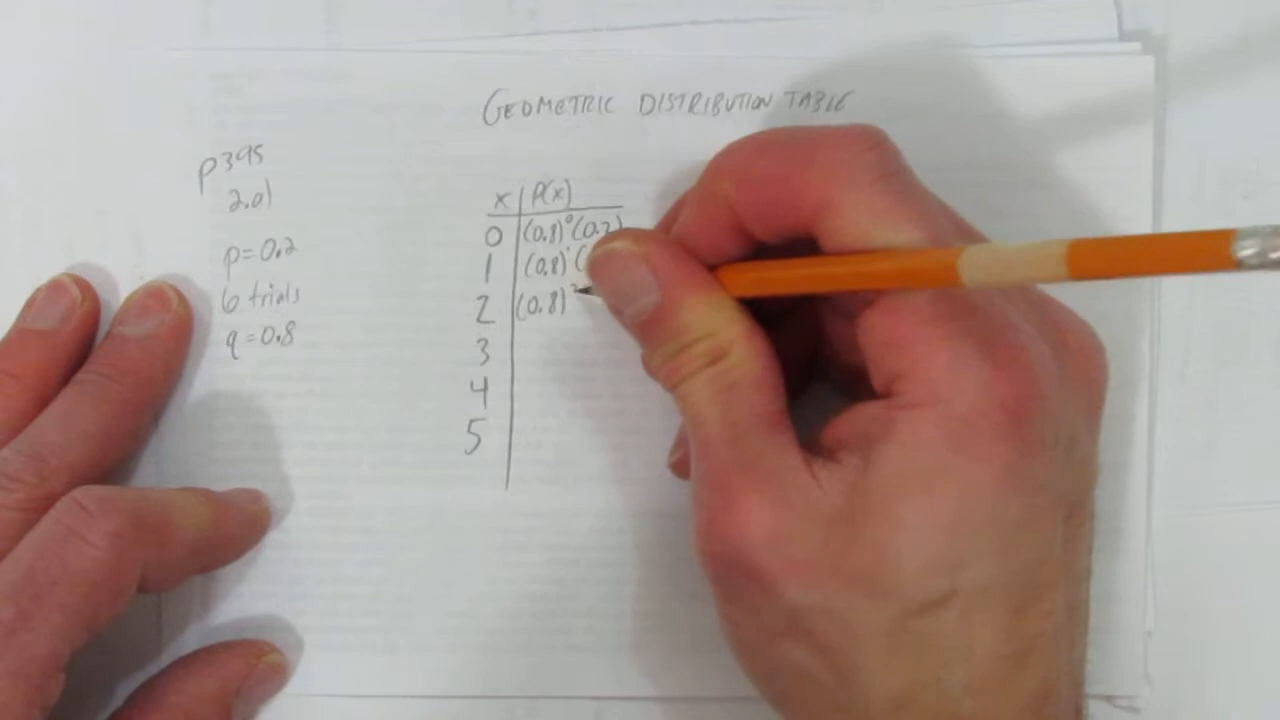 GEOMETRIC DISTRIBUTION TABLE
p395
2.a)
p=0.2
6 trials
q=0.8
x P(x)
0 (0.8)⁰(0.2)
1 (0.8)¹(
2 (0.8)²
3
4
5